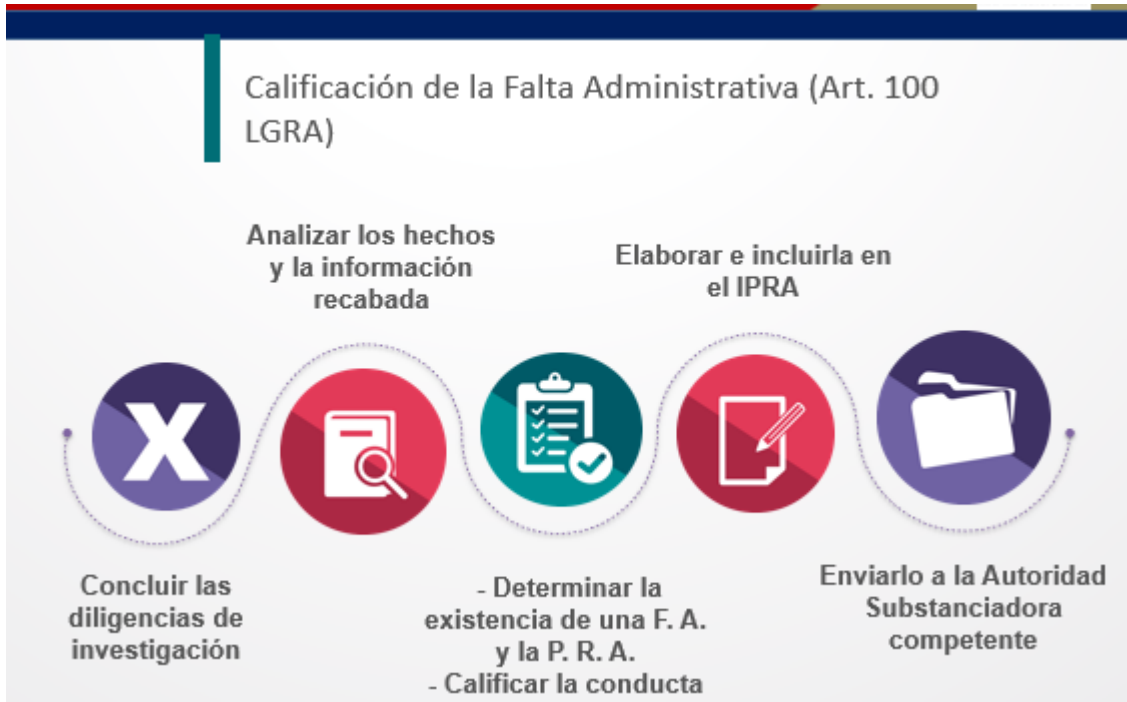 Calificación de la Falta Administrativa (Art. 100
LGRA)
Analizar los hechos
y la información
recabada
Elaborar e incluirla en
el IPRA
X
Concluir las
diligencias de
investigación
- Determinar la
existencia de una F. A.
y la P. R. A.
- Calificar la conducta
Enviarlo a la Autoridad
Substanciadora
competente